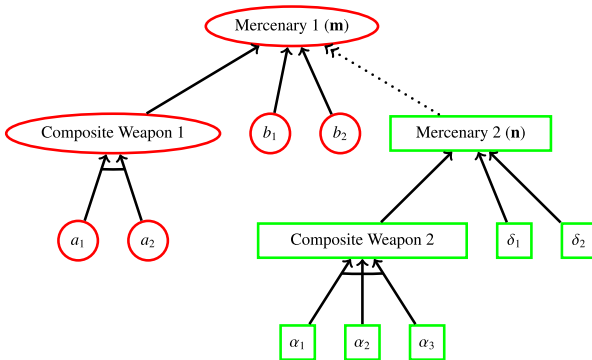 Mercenary 1 (m)
Composite Weapon 1
b₁
b₂
Mercenary 2 (n)
a₁
a₂
Composite Weapon 2
δ₁
δ₂
α₁
α₂
α₃